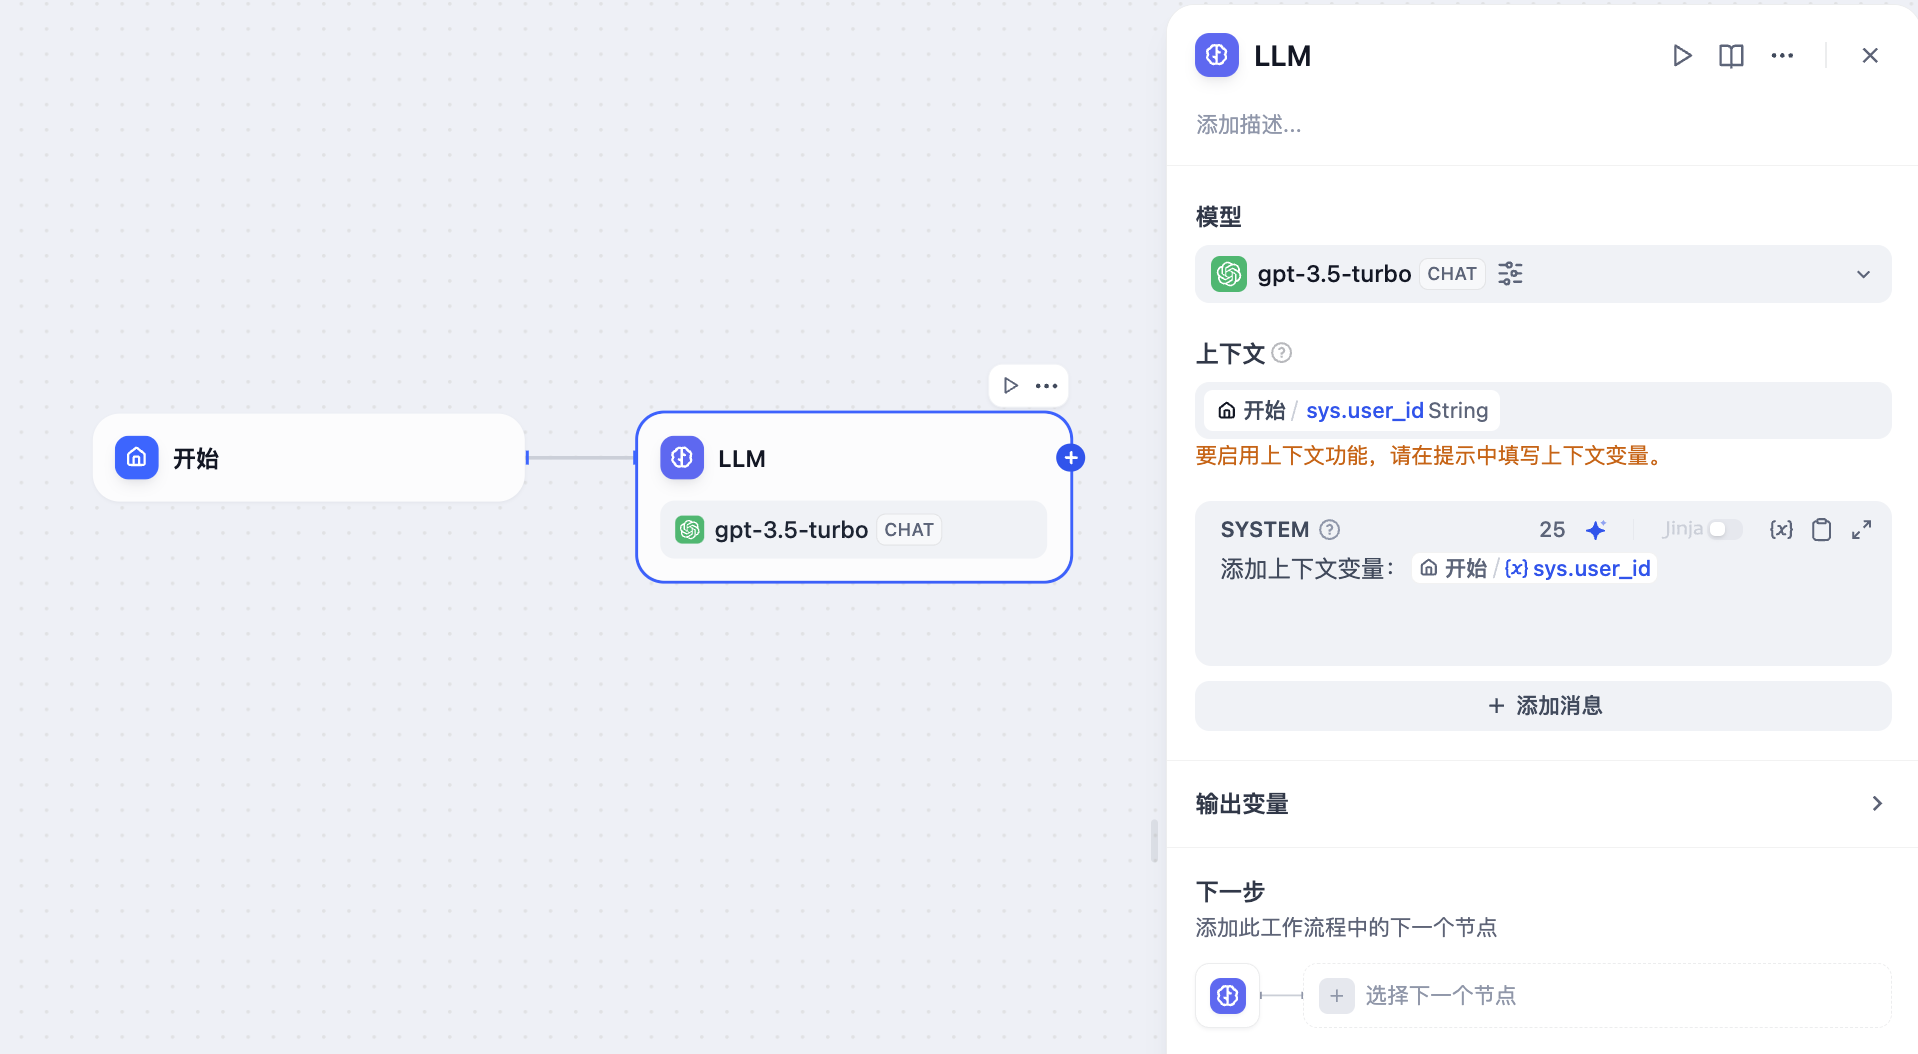 开始
LLM
gpt-3.5-turbo CHAT
LLM
添加描述...
模型
gpt-3.5-turbo CHAT
上下文
开始 / sys.user_id String
要启用上下文功能，请在提示中填写上下文变量。
SYSTEM 25 Jinja {x}
添加上下文变量： 开始 / {x} sys.user_id
+ 添加消息
输出变量
下一步
添加此工作流程中的下一个节点
选择下一个节点